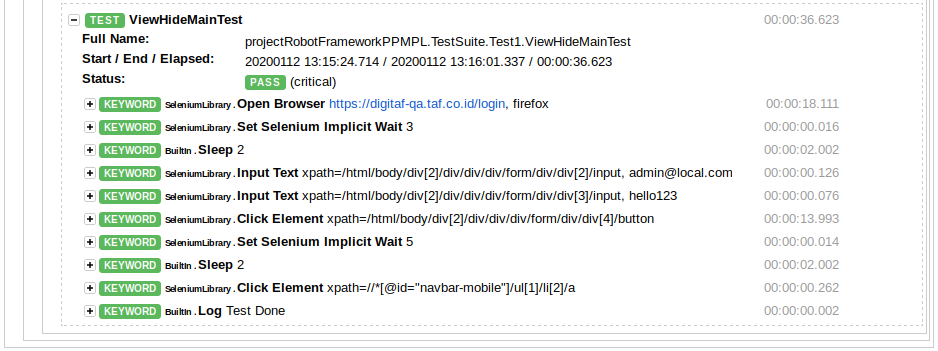 TEST ViewHideMainTest 00:00:36.623
Full Name: projectRobotFrameworkPPMPL.TestSuite.Test1.ViewHideMainTest
Start / End / Elapsed: 20200112 13:15:24.714 / 20200112 13:16:01.337 / 00:00:36.623
Status: PASS (critical)
KEYWORD SeleniumLibrary.Open Browser https://digitaf-qa.taf.co.id/login, firefox 00:00:18.111
KEYWORD SeleniumLibrary.Set Selenium Implicit Wait 3 00:00:00.016
KEYWORD BuiltIn.Sleep 2 00:00:02.002
KEYWORD SeleniumLibrary.Input Text xpath=/html/body/div[2]/div/div/div/form/div/div[2]/input, admin@local.com 00:00:00.126
KEYWORD SeleniumLibrary.Input Text xpath=/html/body/div[2]/div/div/div/form/div/div[3]/input, hello123 00:00:00.076
KEYWORD SeleniumLibrary.Click Element xpath=/html/body/div[2]/div/div/div/form/div/div[4]/button 00:00:13.993
KEYWORD SeleniumLibrary.Set Selenium Implicit Wait 5 00:00:00.014
KEYWORD BuiltIn.Sleep 2 00:00:02.002
KEYWORD SeleniumLibrary.Click Element xpath=//*[@id="navbar-mobile"]/ul[1]/li[2]/a 00:00:00.262
KEYWORD BuiltIn.Log Test Done 00:00:00.002